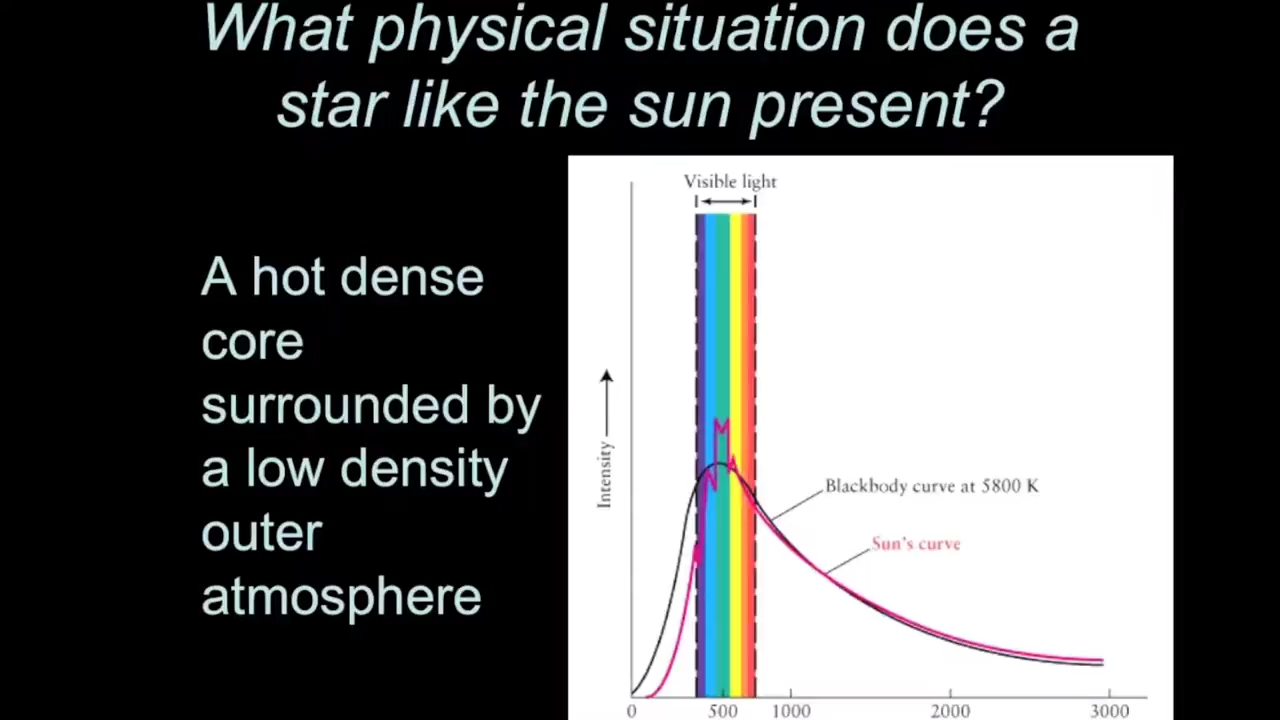 What physical situation does a
star like the sun present?
A hot dense
core
surrounded by
a low density
outer
atmosphere
Visible light
Intensity
Blackbody curve at 5800 K
Sun's curve
0 500 1000 2000 3000